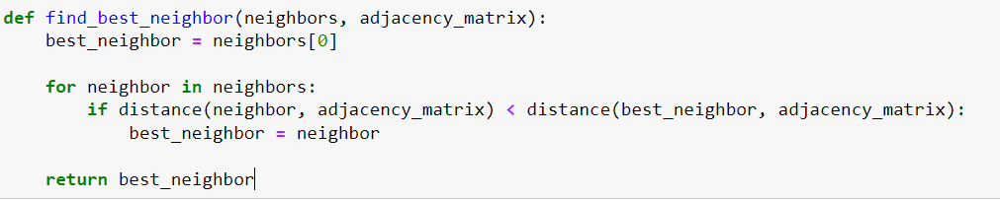 def find_best_neighbor(neighbors, adjacency_matrix):
    best_neighbor = neighbors[0]
    for neighbor in neighbors:
        if distance(neighbor, adjacency_matrix) < distance(best_neighbor, adjacency_matrix):
            best_neighbor = neighbor
    return best_neighbor